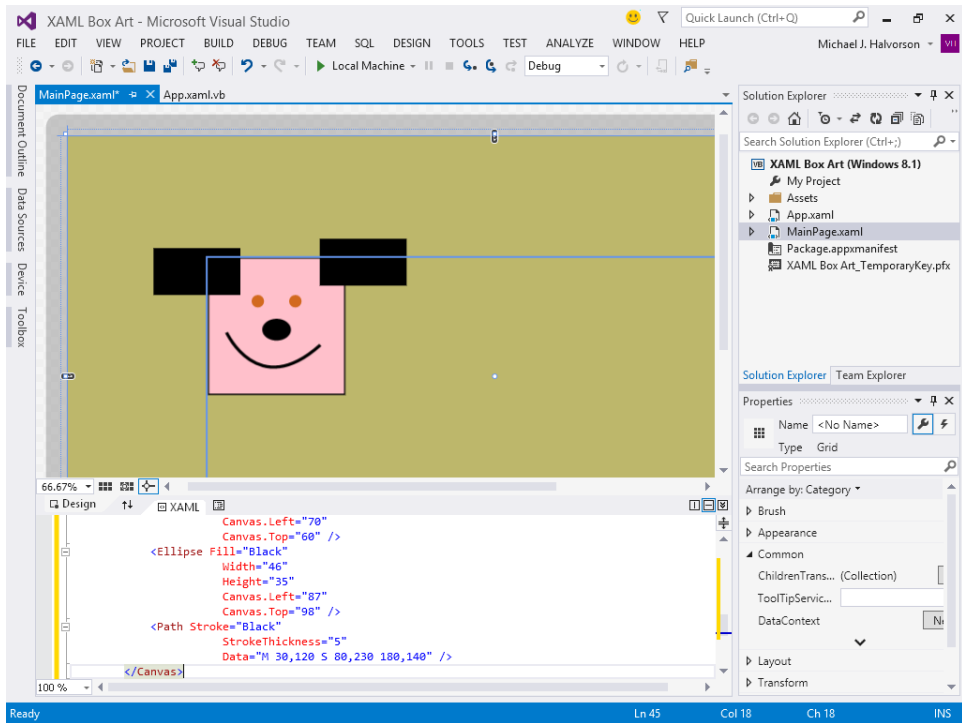 XAML Box Art - Microsoft Visual Studio
Quick Launch (Ctrl+Q)
FILE EDIT VIEW PROJECT BUILD DEBUG TEAM SQL DESIGN TOOLS TEST ANALYZE WINDOW HELP
Michael J. Halvorson
Local Machine
Debug
Document Outline
Data Sources
Device
Toolbox
MainPage.xaml*
App.xaml.vb
66.67%
Design
XAML
Canvas.Left="70"
Canvas.Top="60" />
<Ellipse Fill="Black"
Width="46"
Height="35"
Canvas.Left="87"
Canvas.Top="98" />
<Path Stroke="Black"
StrokeThickness="5"
Data="M 30,120 S 80,230 180,140" />
</Canvas>
100 %
Solution Explorer
Search Solution Explorer (Ctrl+;)
VB XAML Box Art (Windows 8.1)
My Project
Assets
App.xaml
MainPage.xaml
Package.appxmanifest
XAML Box Art_TemporaryKey.pfx
Solution Explorer Team Explorer
Properties
Name <No Name>
Type Grid
Search Properties
Arrange by: Category
Brush
Appearance
Common
ChildrenTrans... (Collection)
ToolTipServic...
DataContext
Layout
Transform
Ready
Ln 45
Col 18
Ch 18
INS